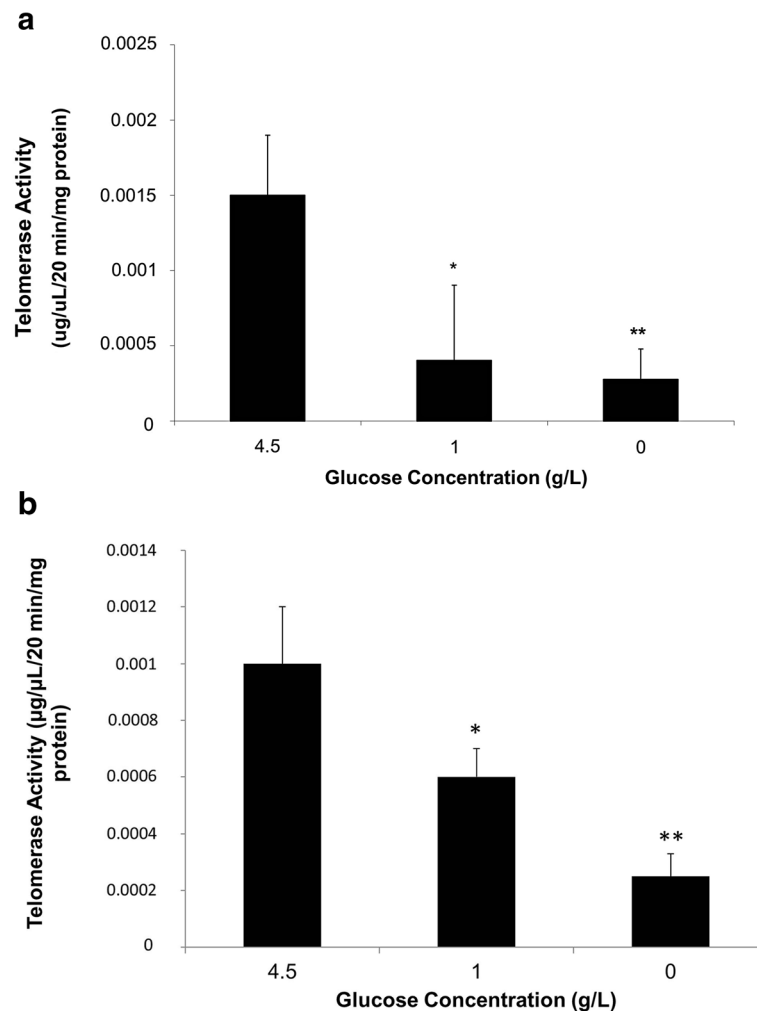 a
0.0025
0.002
0.0015
0.001
0.0005
0
Telomerase Activity
(ug/uL/20 min/mg protein)
*
**
4.5 1 0
Glucose Concentration (g/L)
b
0.0014
0.0012
0.001
0.0008
0.0006
0.0004
0.0002
0
Telomerase Activity (µg/µL/20 min/mg
protein)
*
**
4.5 1 0
Glucose Concentration (g/L)